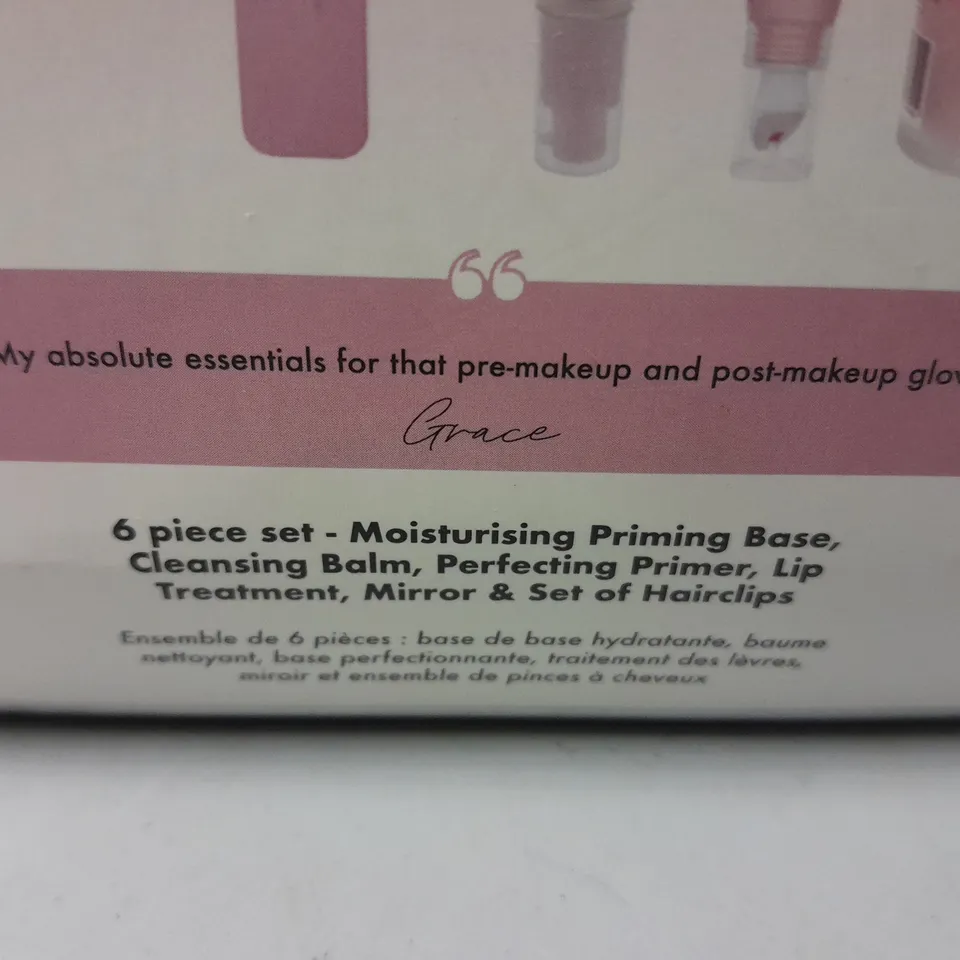 My absolute essentials for that pre-makeup and post-makeup
Grace
6 piece set - Moisturising Priming Base,
Cleansing Balm, Perfecting Primer, Lip
Treatment, Mirror & Set of Hairclips
Ensemble de 6 pièces : base de base hydratante, baume
nettoyant, base perfectionnante, traitement des lèvres,
miroir et ensemble de pinces à cheveux